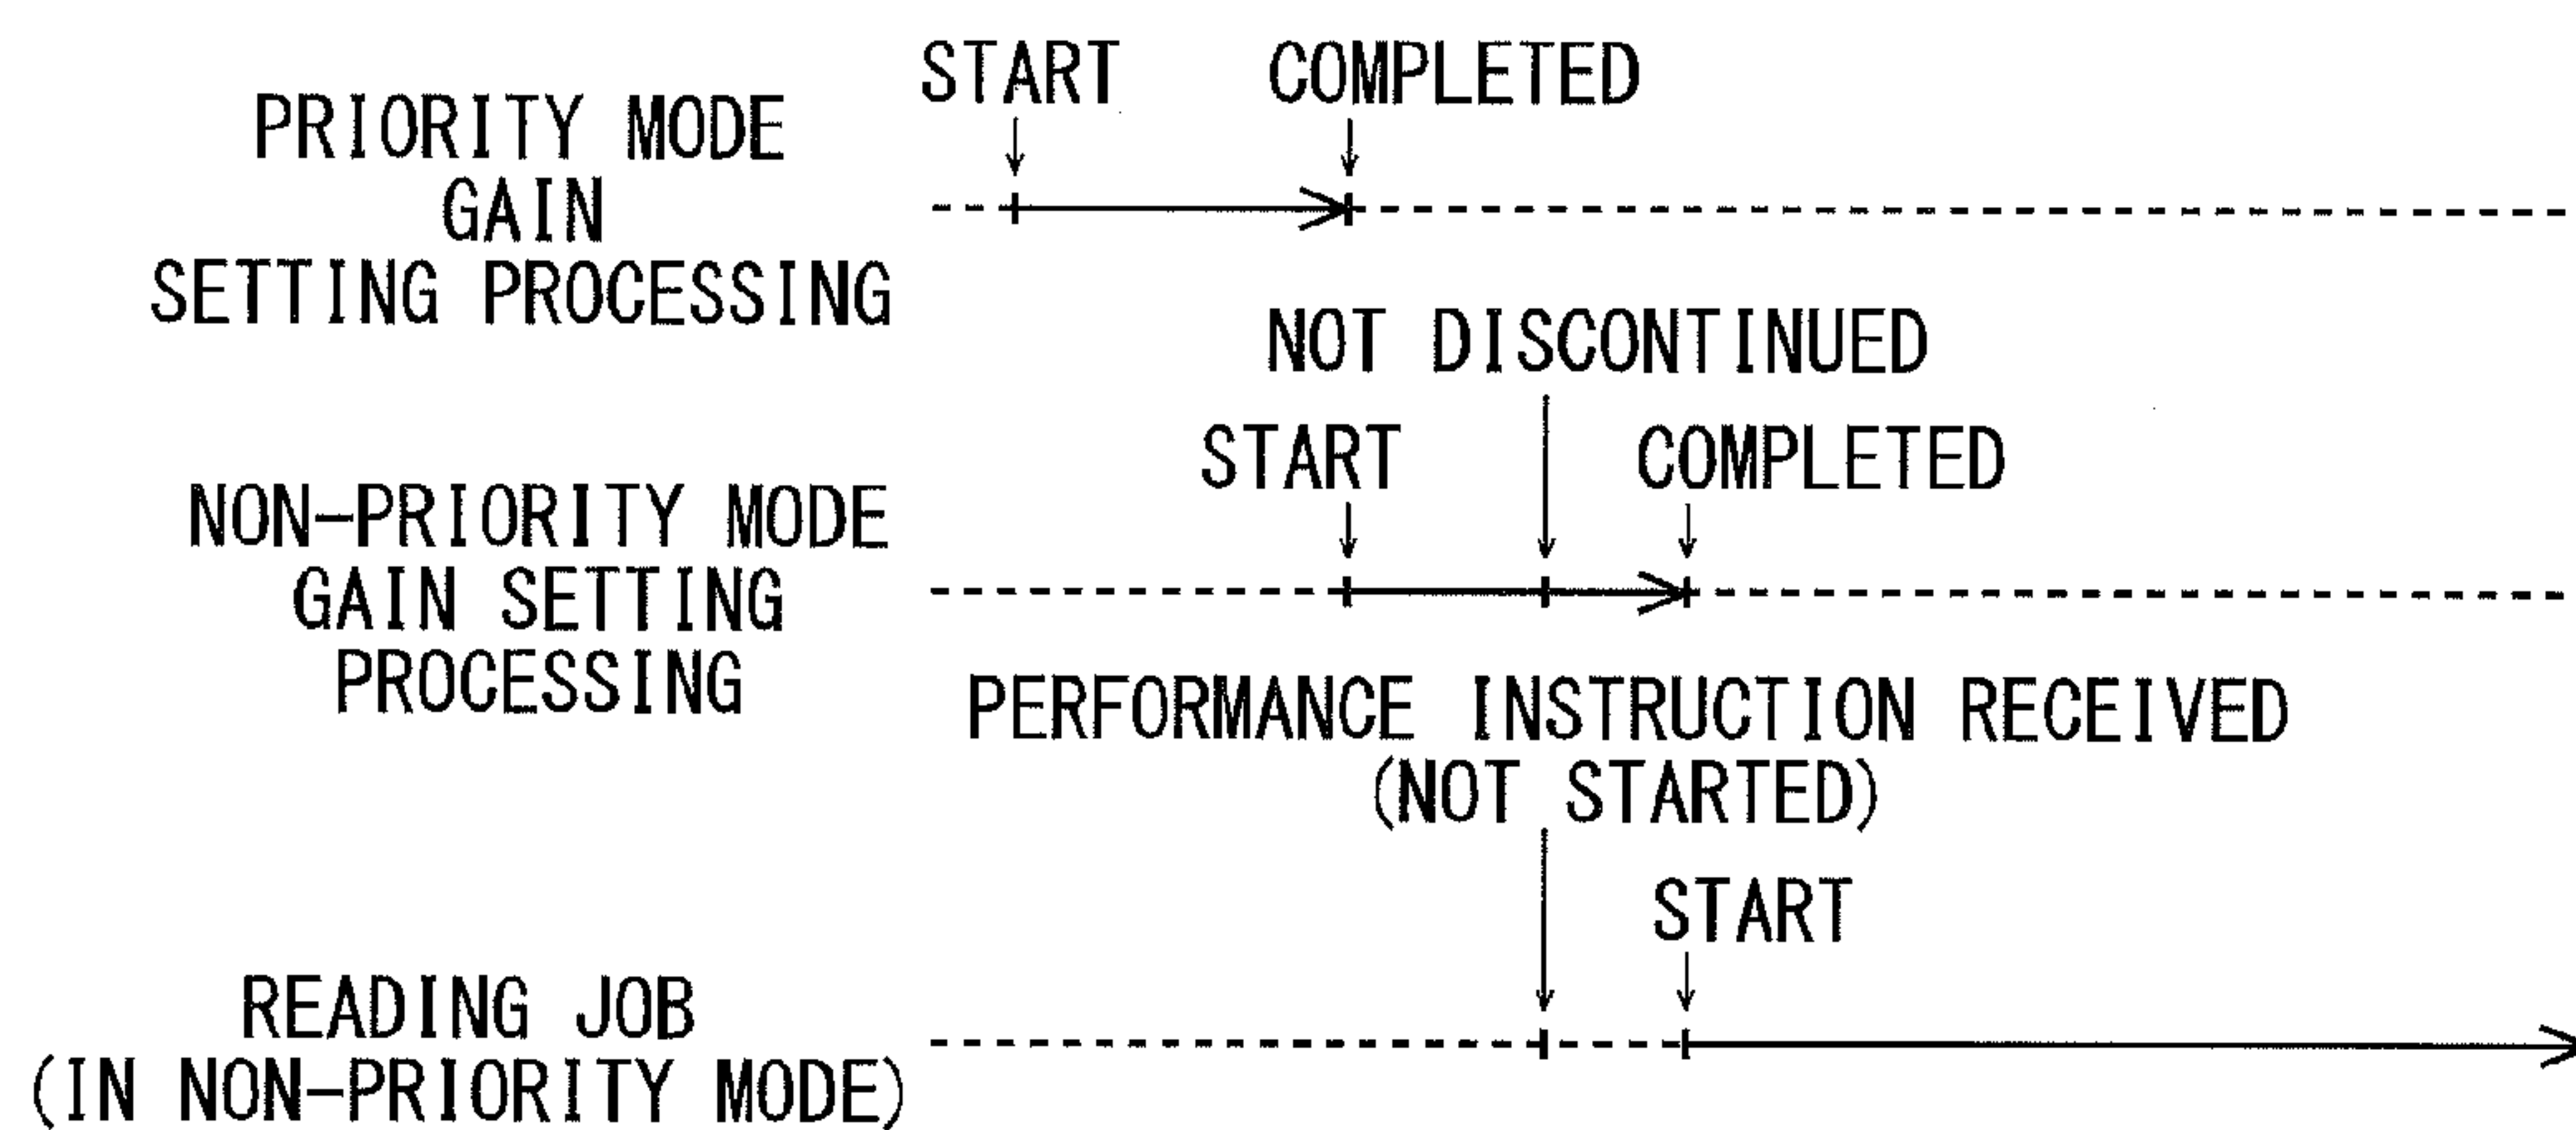 START COMPLETED
PRIORITY MODE
GAIN
SETTING PROCESSING
NOT DISCONTINUED
START COMPLETED
NON-PRIORITY MODE
GAIN SETTING
PROCESSING
PERFORMANCE INSTRUCTION RECEIVED
(NOT STARTED)
START
READING JOB
(IN NON-PRIORITY MODE)